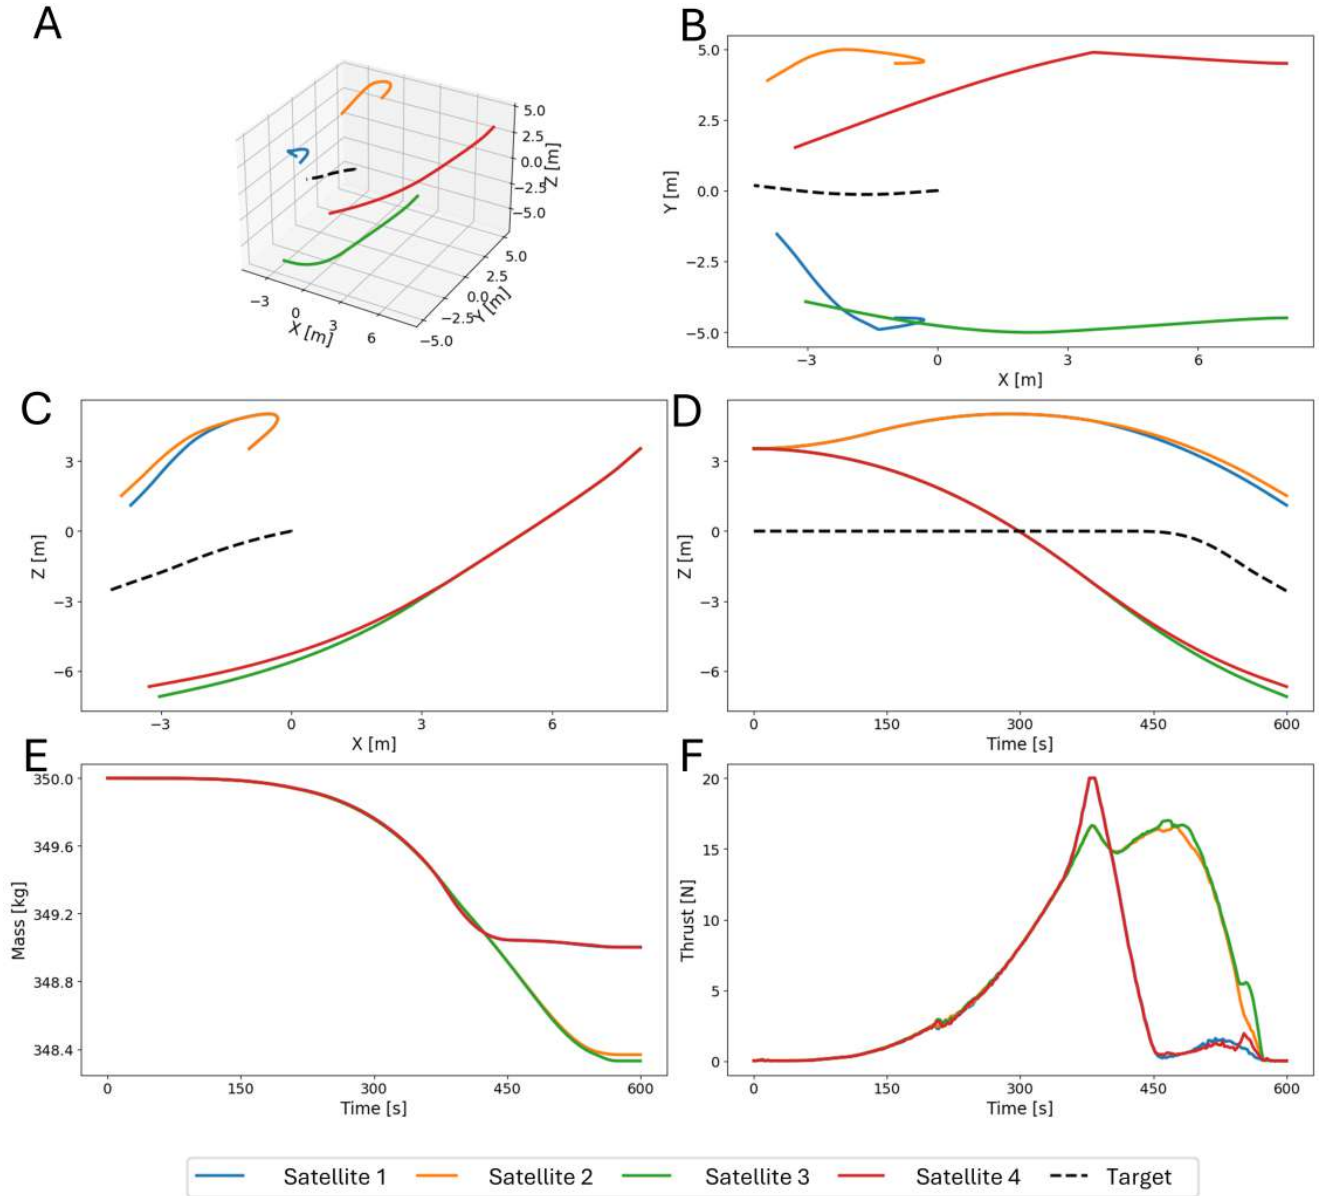 A
5.0
2.5
0.0
−2.5
−5.0
Z [m]
5.0
2.5
0.0
−2.5
−5.0
Y [m]
−3
0
3
6
X [m]
B
5.0
2.5
0.0
−2.5
−5.0
Y [m]
−3
0
3
6
X [m]
C
3
0
−3
−6
Z [m]
−3
0
3
6
X [m]
D
3
0
−3
−6
Z [m]
0
150
300
450
600
Time [s]
E
350.0
349.6
349.2
348.8
348.4
Mass [kg]
0
150
300
450
600
Time [s]
F
20
15
10
5
0
Thrust [N]
0
150
300
450
600
Time [s]
Satellite 1
Satellite 2
Satellite 3
Satellite 4
Target